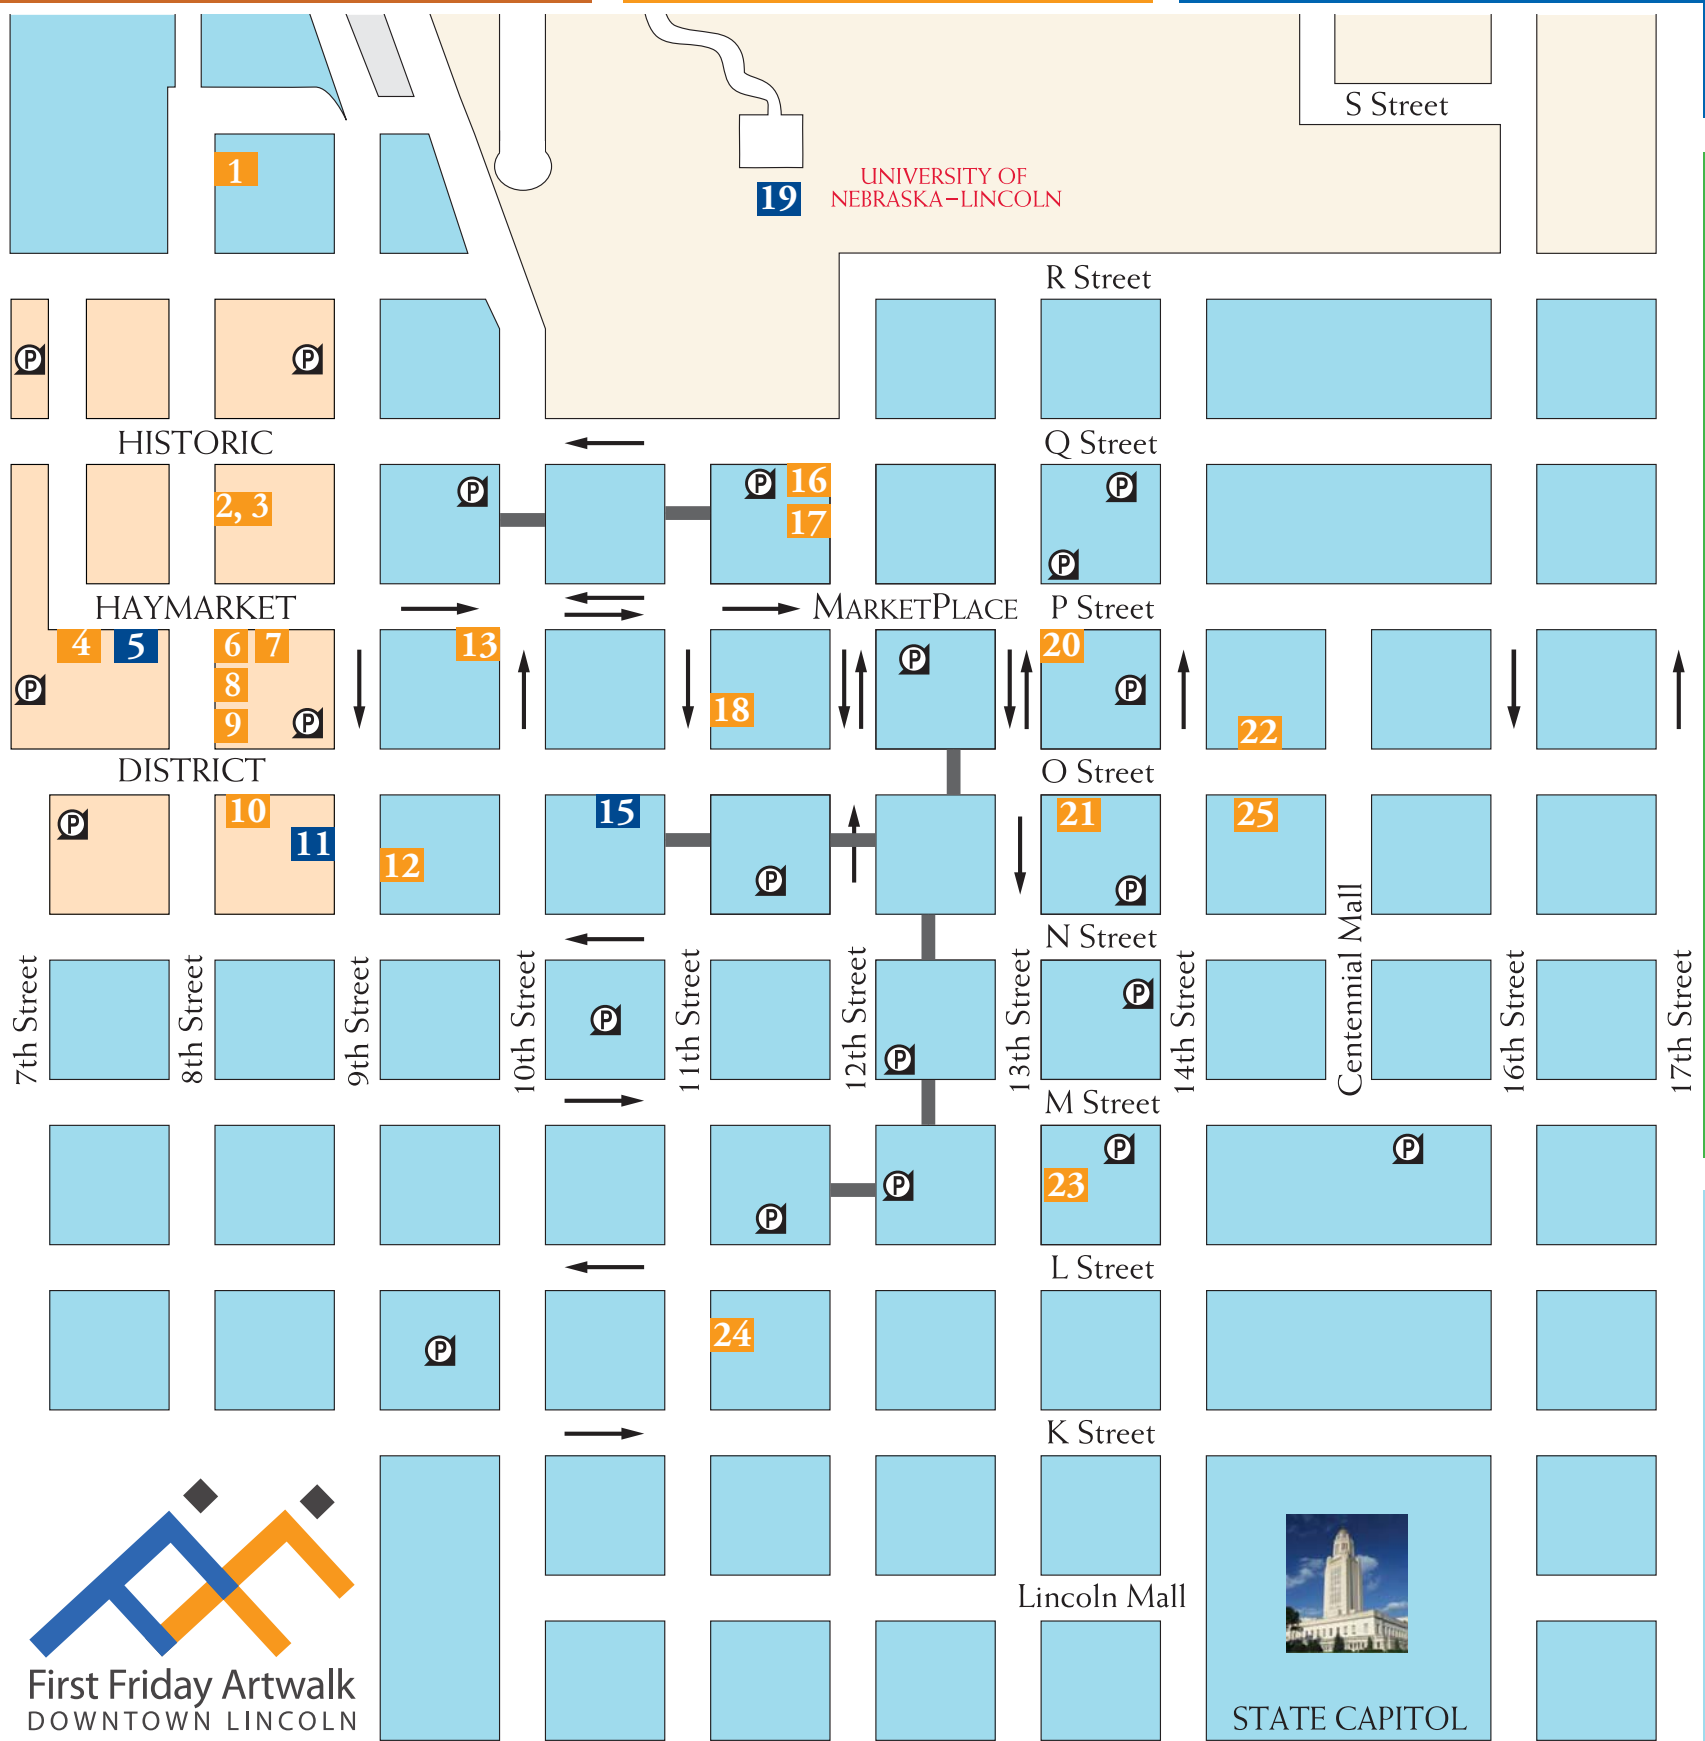 S Street
1
19
UNIVERSITY OF
NEBRASKA–LINCOLN
R Street
P
P
HISTORIC
Q Street
2, 3
P
P
16
17
P
P
HAYMARKET
MARKETPLACE
P Street
4
5
6
7
8
9
13
18
20
22
P
P
P
P
DISTRICT
O Street
P
10
11
12
15
P
21
P
25
N Street
7th Street
8th Street
9th Street
10th Street
11th Street
12th Street
13th Street
14th Street
Centennial Mall
16th Street
17th Street
P
P
P
M Street
P
P
P
23
P
L Street
P
24
K Street
Lincoln Mall
First Friday Artwalk
DOWNTOWN LINCOLN
STATE CAPITOL